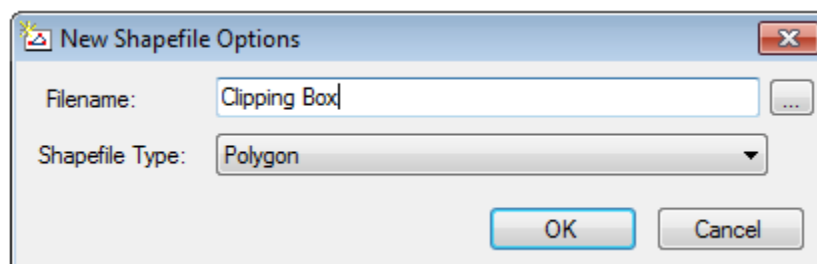 New Shapefile Options
Filename: Clipping Box ...
Shapefile Type: Polygon
OK Cancel